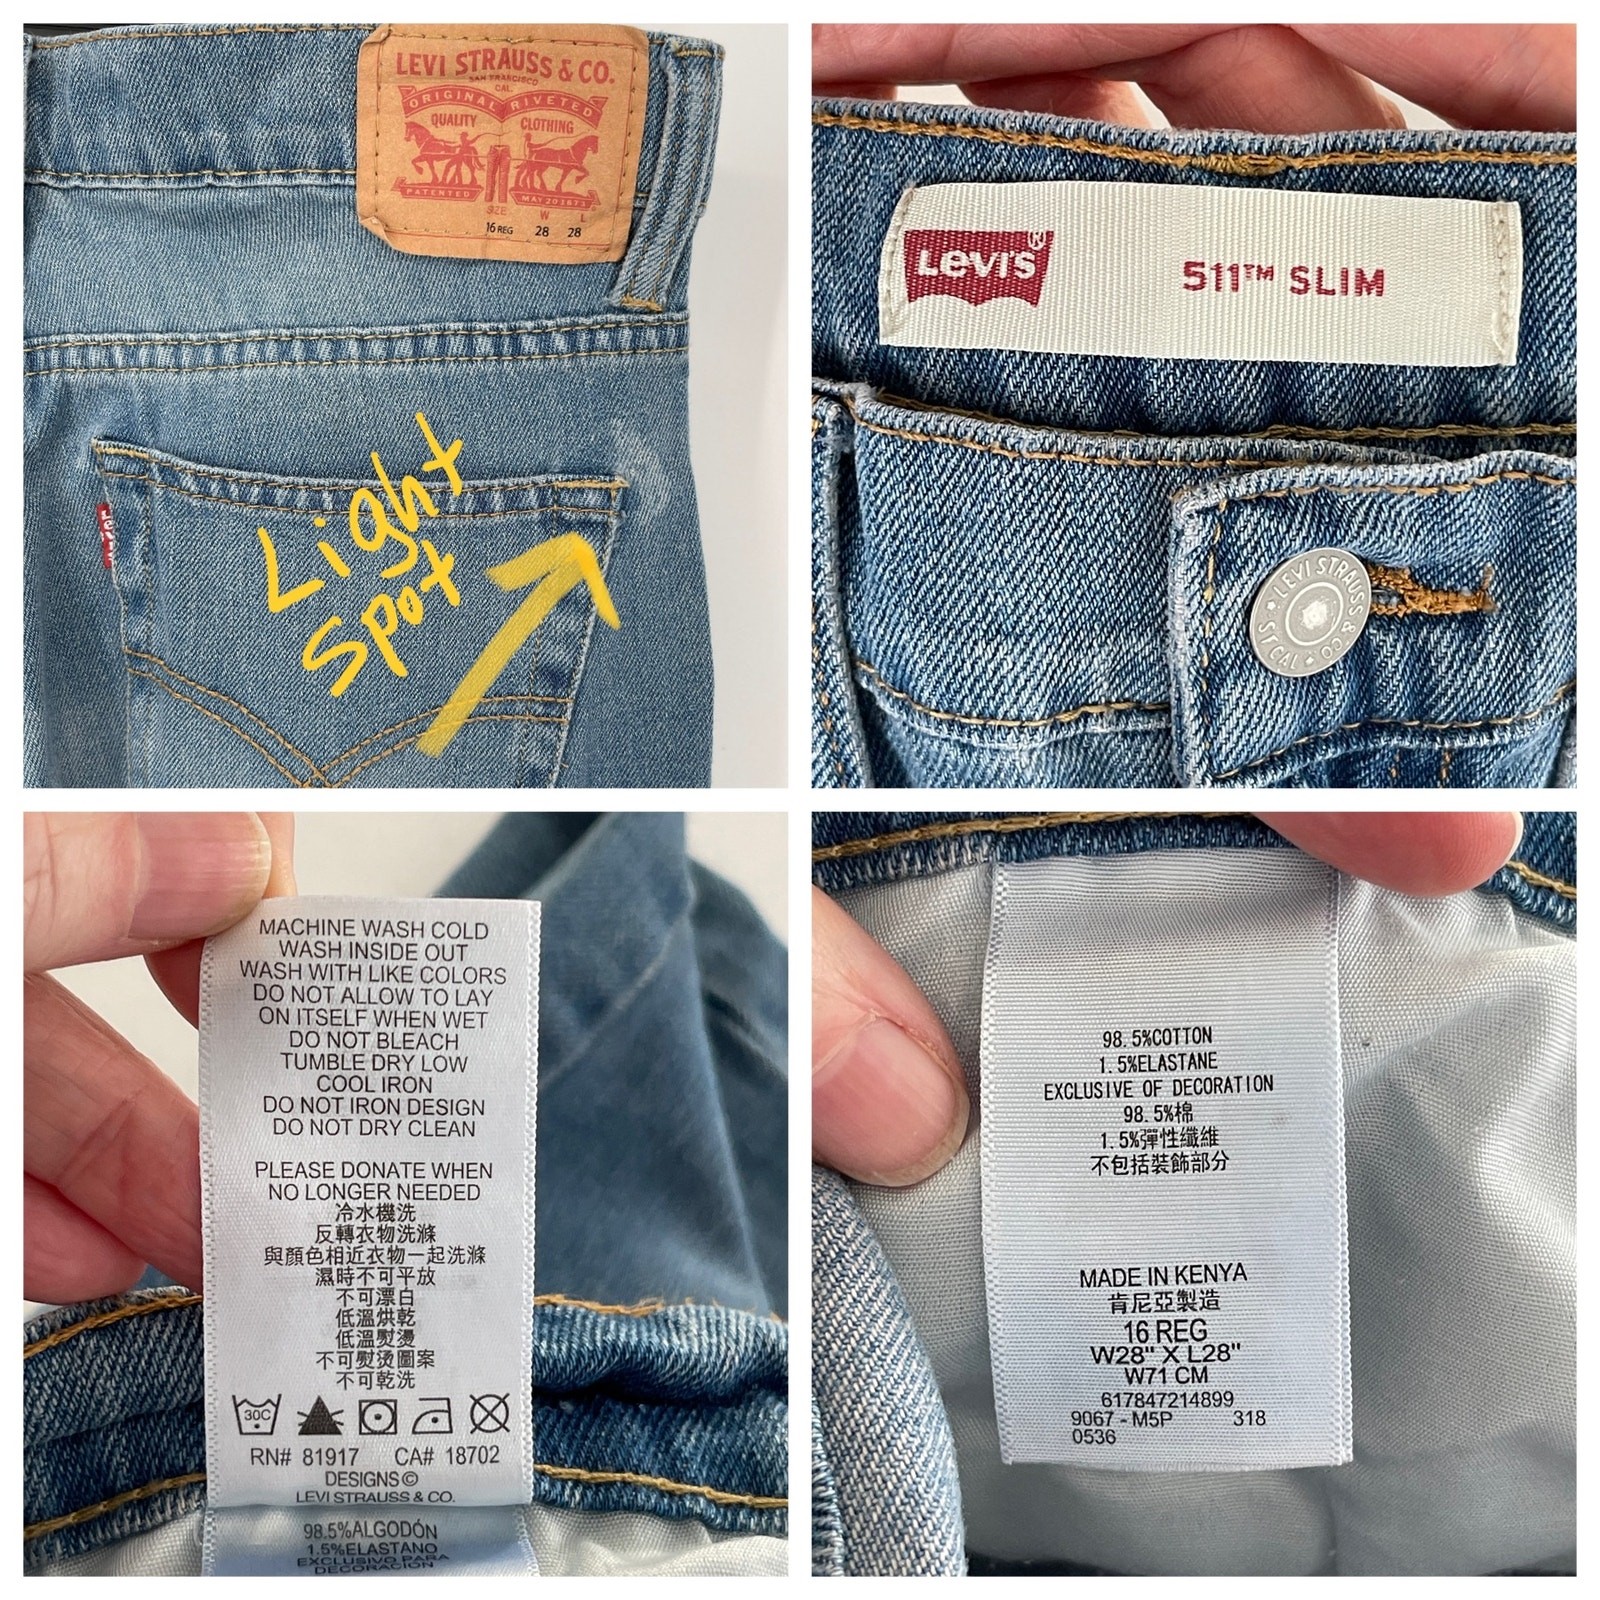 LEVI STRAUSS & CO.
SAN FRANCISCO
CAL.
ORIGINAL RIVETED
QUALITY CLOTHING
PATENTED MAY 20 1873
SIZE W L
16 REG 28 28
Light
Spot
Levi's® 511™ SLIM
LEVI STRAUSS & CO
MACHINE WASH COLD
WASH INSIDE OUT
WASH WITH LIKE COLORS
DO NOT ALLOW TO LAY
ON ITSELF WHEN WET
DO NOT BLEACH
TUMBLE DRY LOW
COOL IRON
DO NOT IRON DESIGN
DO NOT DRY CLEAN
PLEASE DONATE WHEN
NO LONGER NEEDED
冷水機洗
反轉衣物洗滌
與顏色相近衣物一起洗滌
濕時不可平放
不可漂白
低溫烘乾
低溫熨燙
不可熨燙圖案
不可乾洗
30C
RN# 81917 CA# 18702
DESIGNS©
LEVI STRAUSS & CO.
98.5%ALGODÓN
1.5%ELASTANO
EXCLUSIVO PARA
DECORACIÓN
98.5%COTTON
1.5%ELASTANE
EXCLUSIVE OF DECORATION
98.5%棉
1.5%彈性纖維
不包括裝飾部分
MADE IN KENYA
肯尼亞製造
16 REG
W28" X L28"
W71 CM
617847214899
9067 - M5P 318
0536